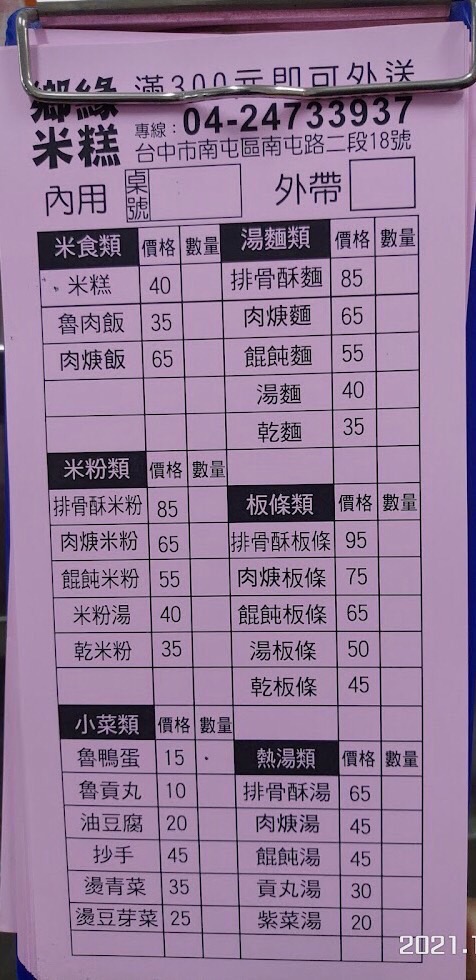 鄉緣
米糕
滿300元即可外送
專線：04-24733937
台中市南屯區南屯路二段18號
內用 桌號 外帶
米食類 價格 數量
米糕 40
魯肉飯 35
肉焿飯 65
湯麵類 價格 數量
排骨酥麵 85
肉焿麵 65
餛飩麵 55
湯麵 40
乾麵 35
米粉類 價格 數量
排骨酥米粉 85
肉焿米粉 65
餛飩米粉 55
米粉湯 40
乾米粉 35
板條類 價格 數量
排骨酥板條 95
肉焿板條 75
餛飩板條 65
湯板條 50
乾板條 45
小菜類 價格 數量
魯鴨蛋 15
魯貢丸 10
油豆腐 20
抄手 45
燙青菜 35
燙豆芽菜 25
熱湯類 價格 數量
排骨酥湯 65
肉焿湯 45
餛飩湯 45
貢丸湯 30
紫菜湯 20
2021.